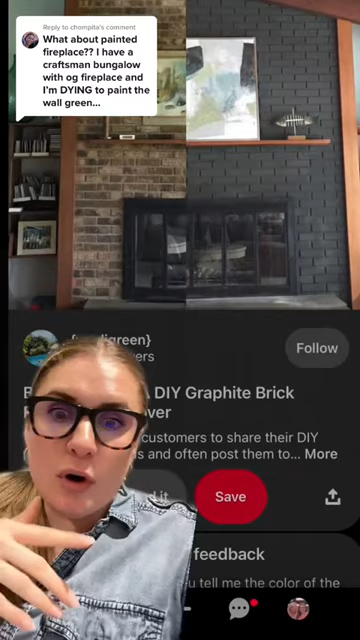 Reply to chompita's comment
What about painted
fireplace?? I have a
craftsman bungalow
with og fireplace and
I'm DYING to paint the
wall green...
Follow
DIY Graphite Brick
over
customers to share their DIY
s and often post them to... More
Lit
Save
feedback
u tell me the color of the